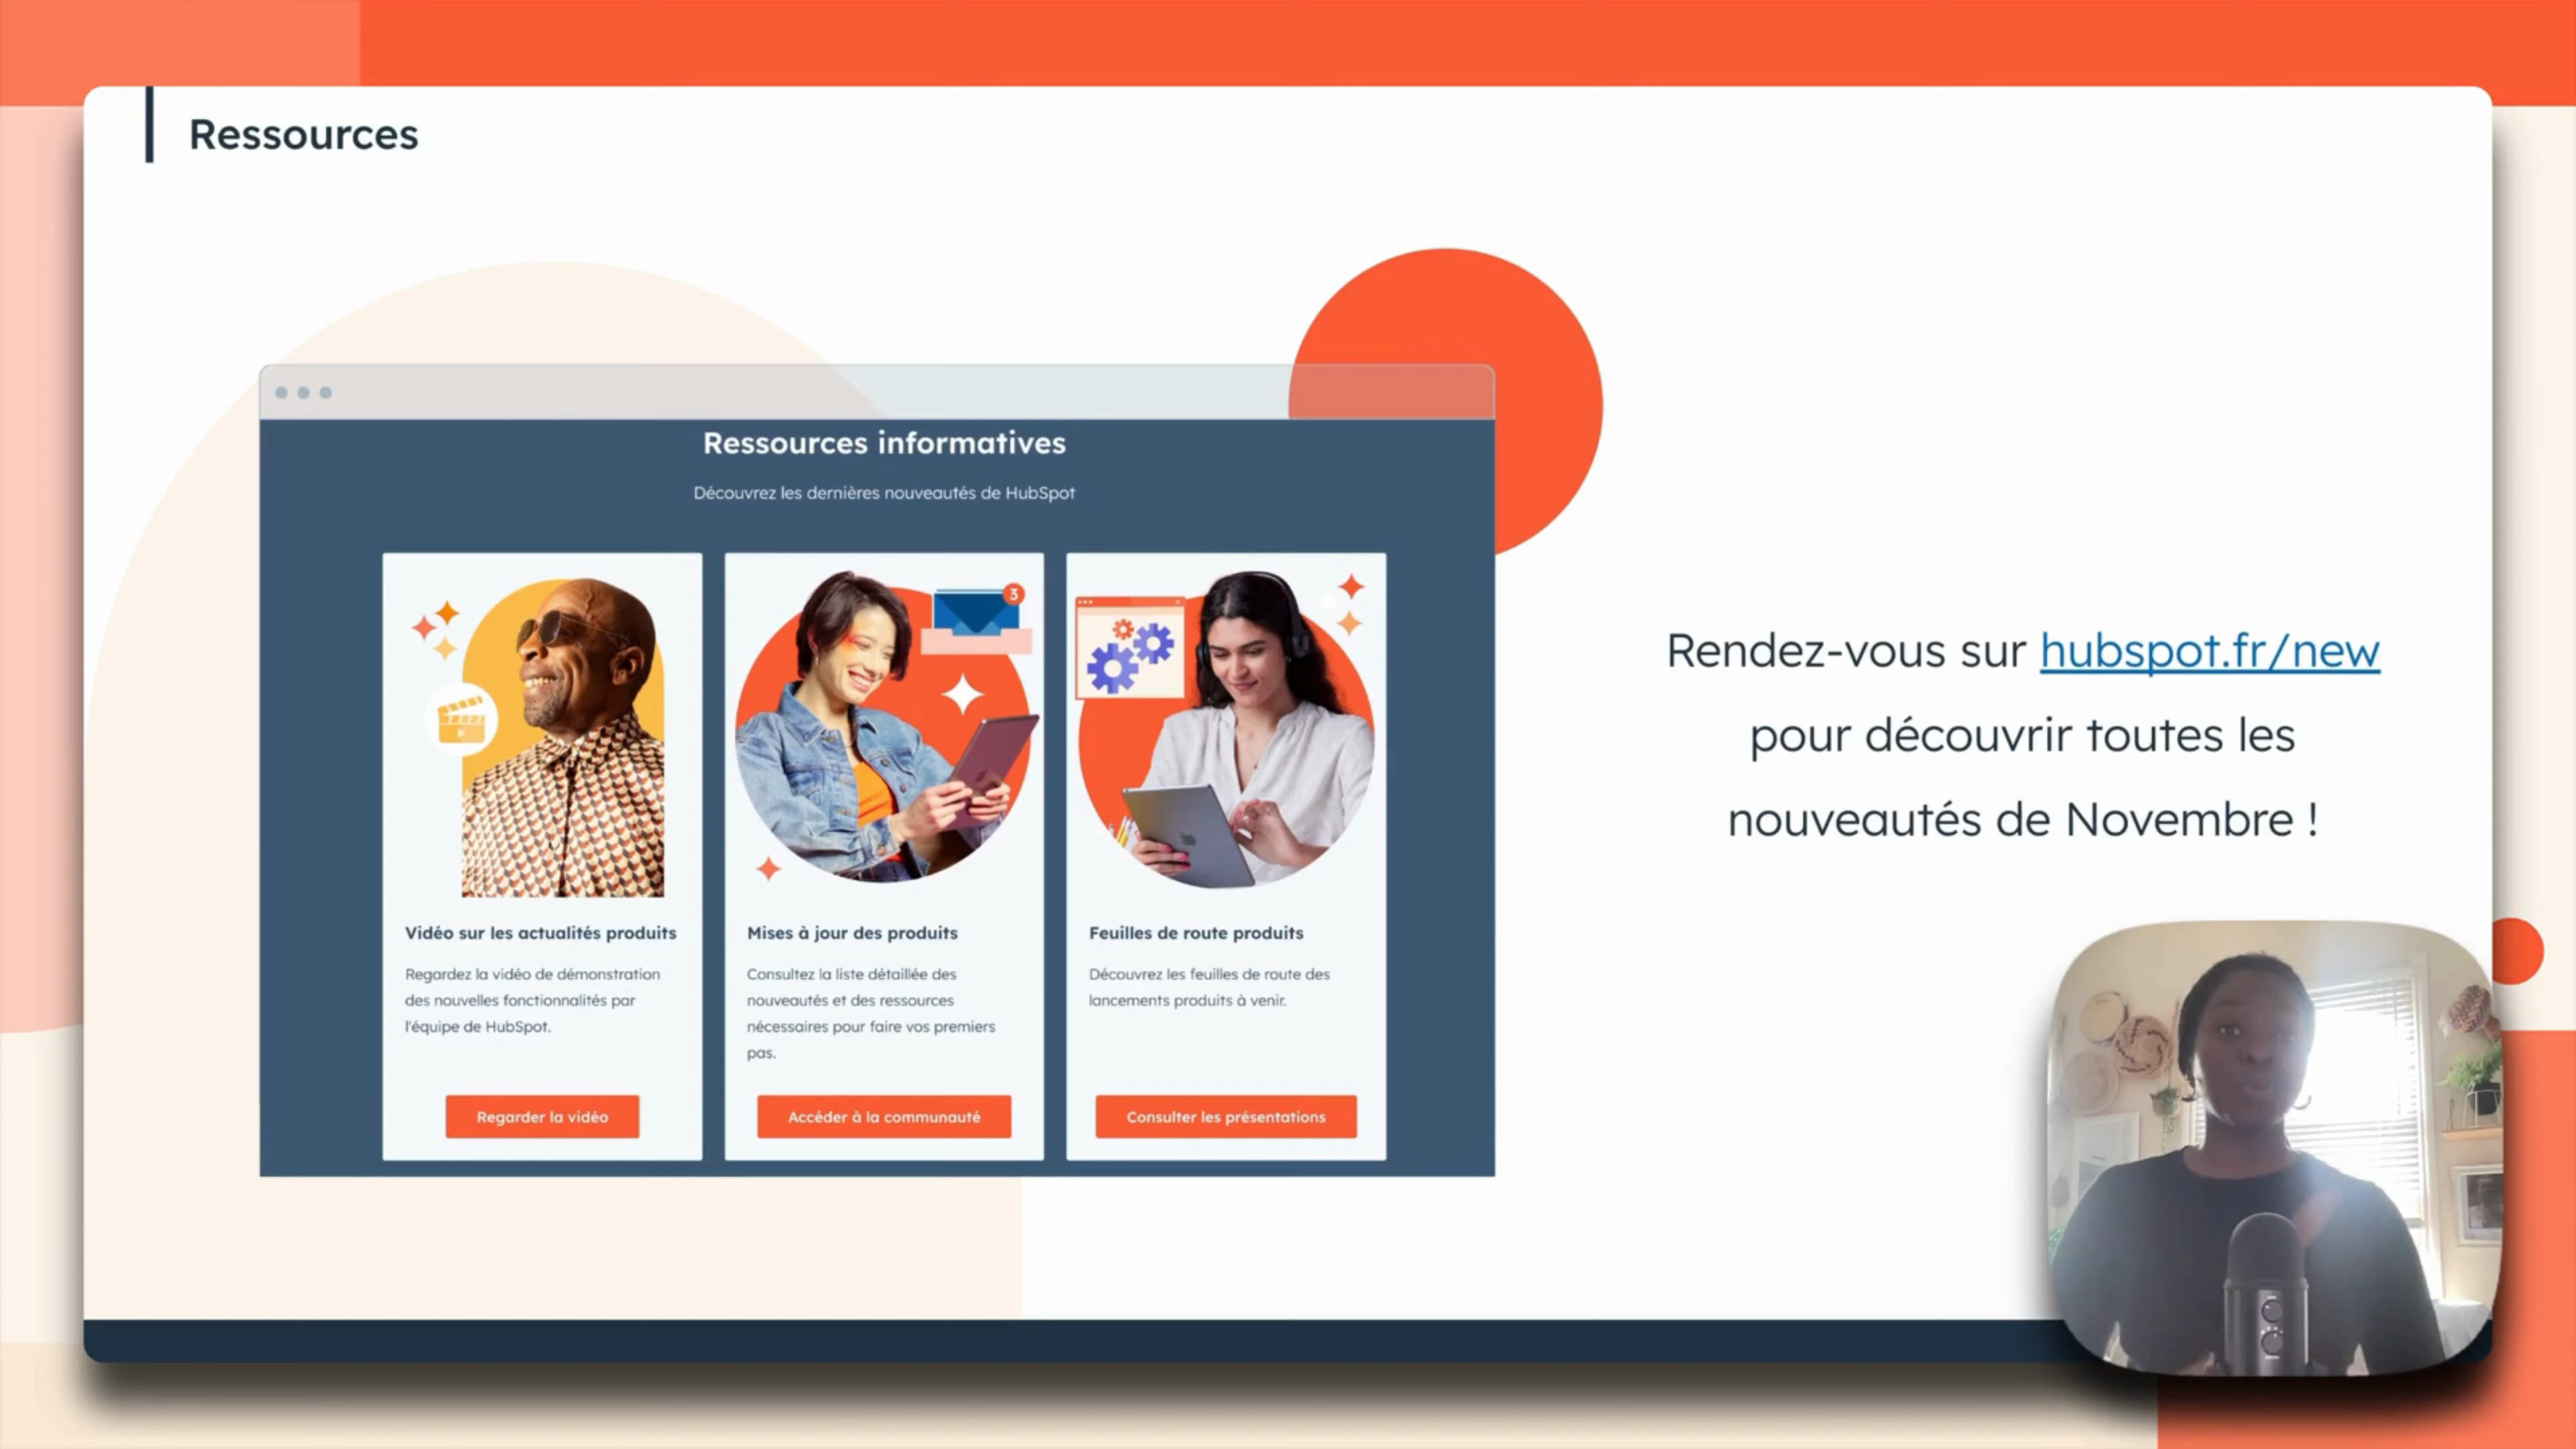 Ressources
Ressources informatives
Découvrez les dernières nouveautés de HubSpot
3
Vidéo sur les actualités produits
Regardez la vidéo de démonstration
des nouvelles fonctionnalités par
l'équipe de HubSpot.
Regarder la vidéo
Mises à jour des produits
Consultez la liste détaillée des
nouveautés et des ressources
nécessaires pour faire vos premiers
pas.
Accéder à la communauté
Feuilles de route produits
Découvrez les feuilles de route des
lancements produits à venir.
Consulter les présentations
Rendez-vous sur hubspot.fr/new
pour découvrir toutes les
nouveautés de Novembre !